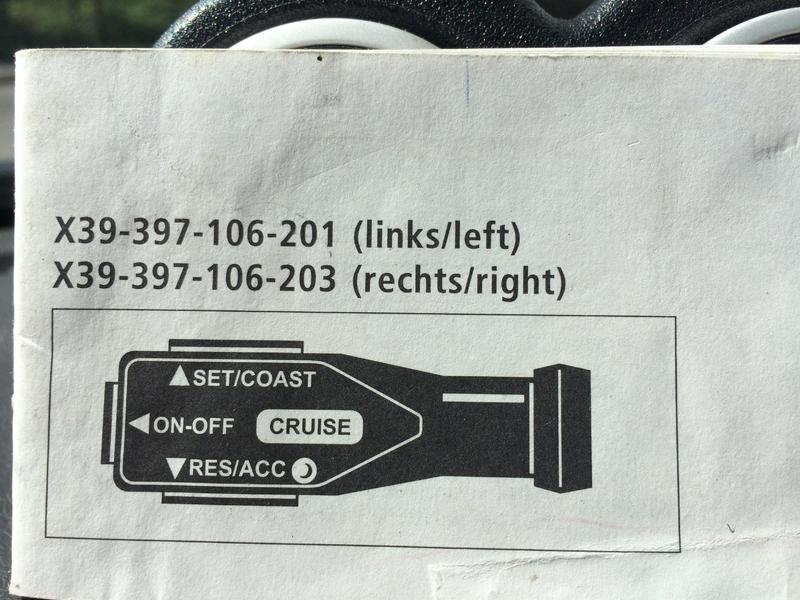 X39-397-106-201 (links/left)
X39-397-106-203 (rechts/right)
▲SET/COAST
◀ON-OFF CRUISE
▼RES/ACC